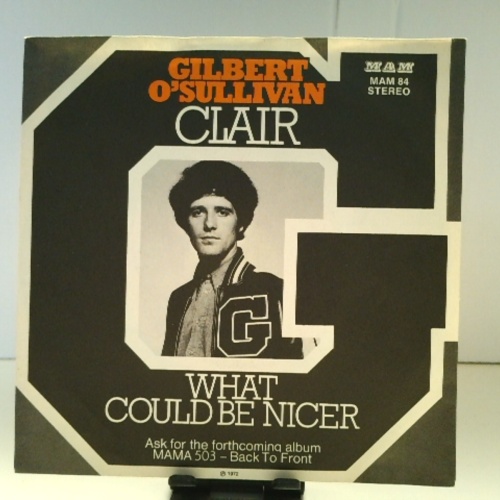 GILBERT
O'SULLIVAN
CLAIR
MAM
MAM 84
STEREO
G
WHAT
COULD BE NICER
Ask for the forthcoming album
MAMA 503 – Back To Front
℗ 1972